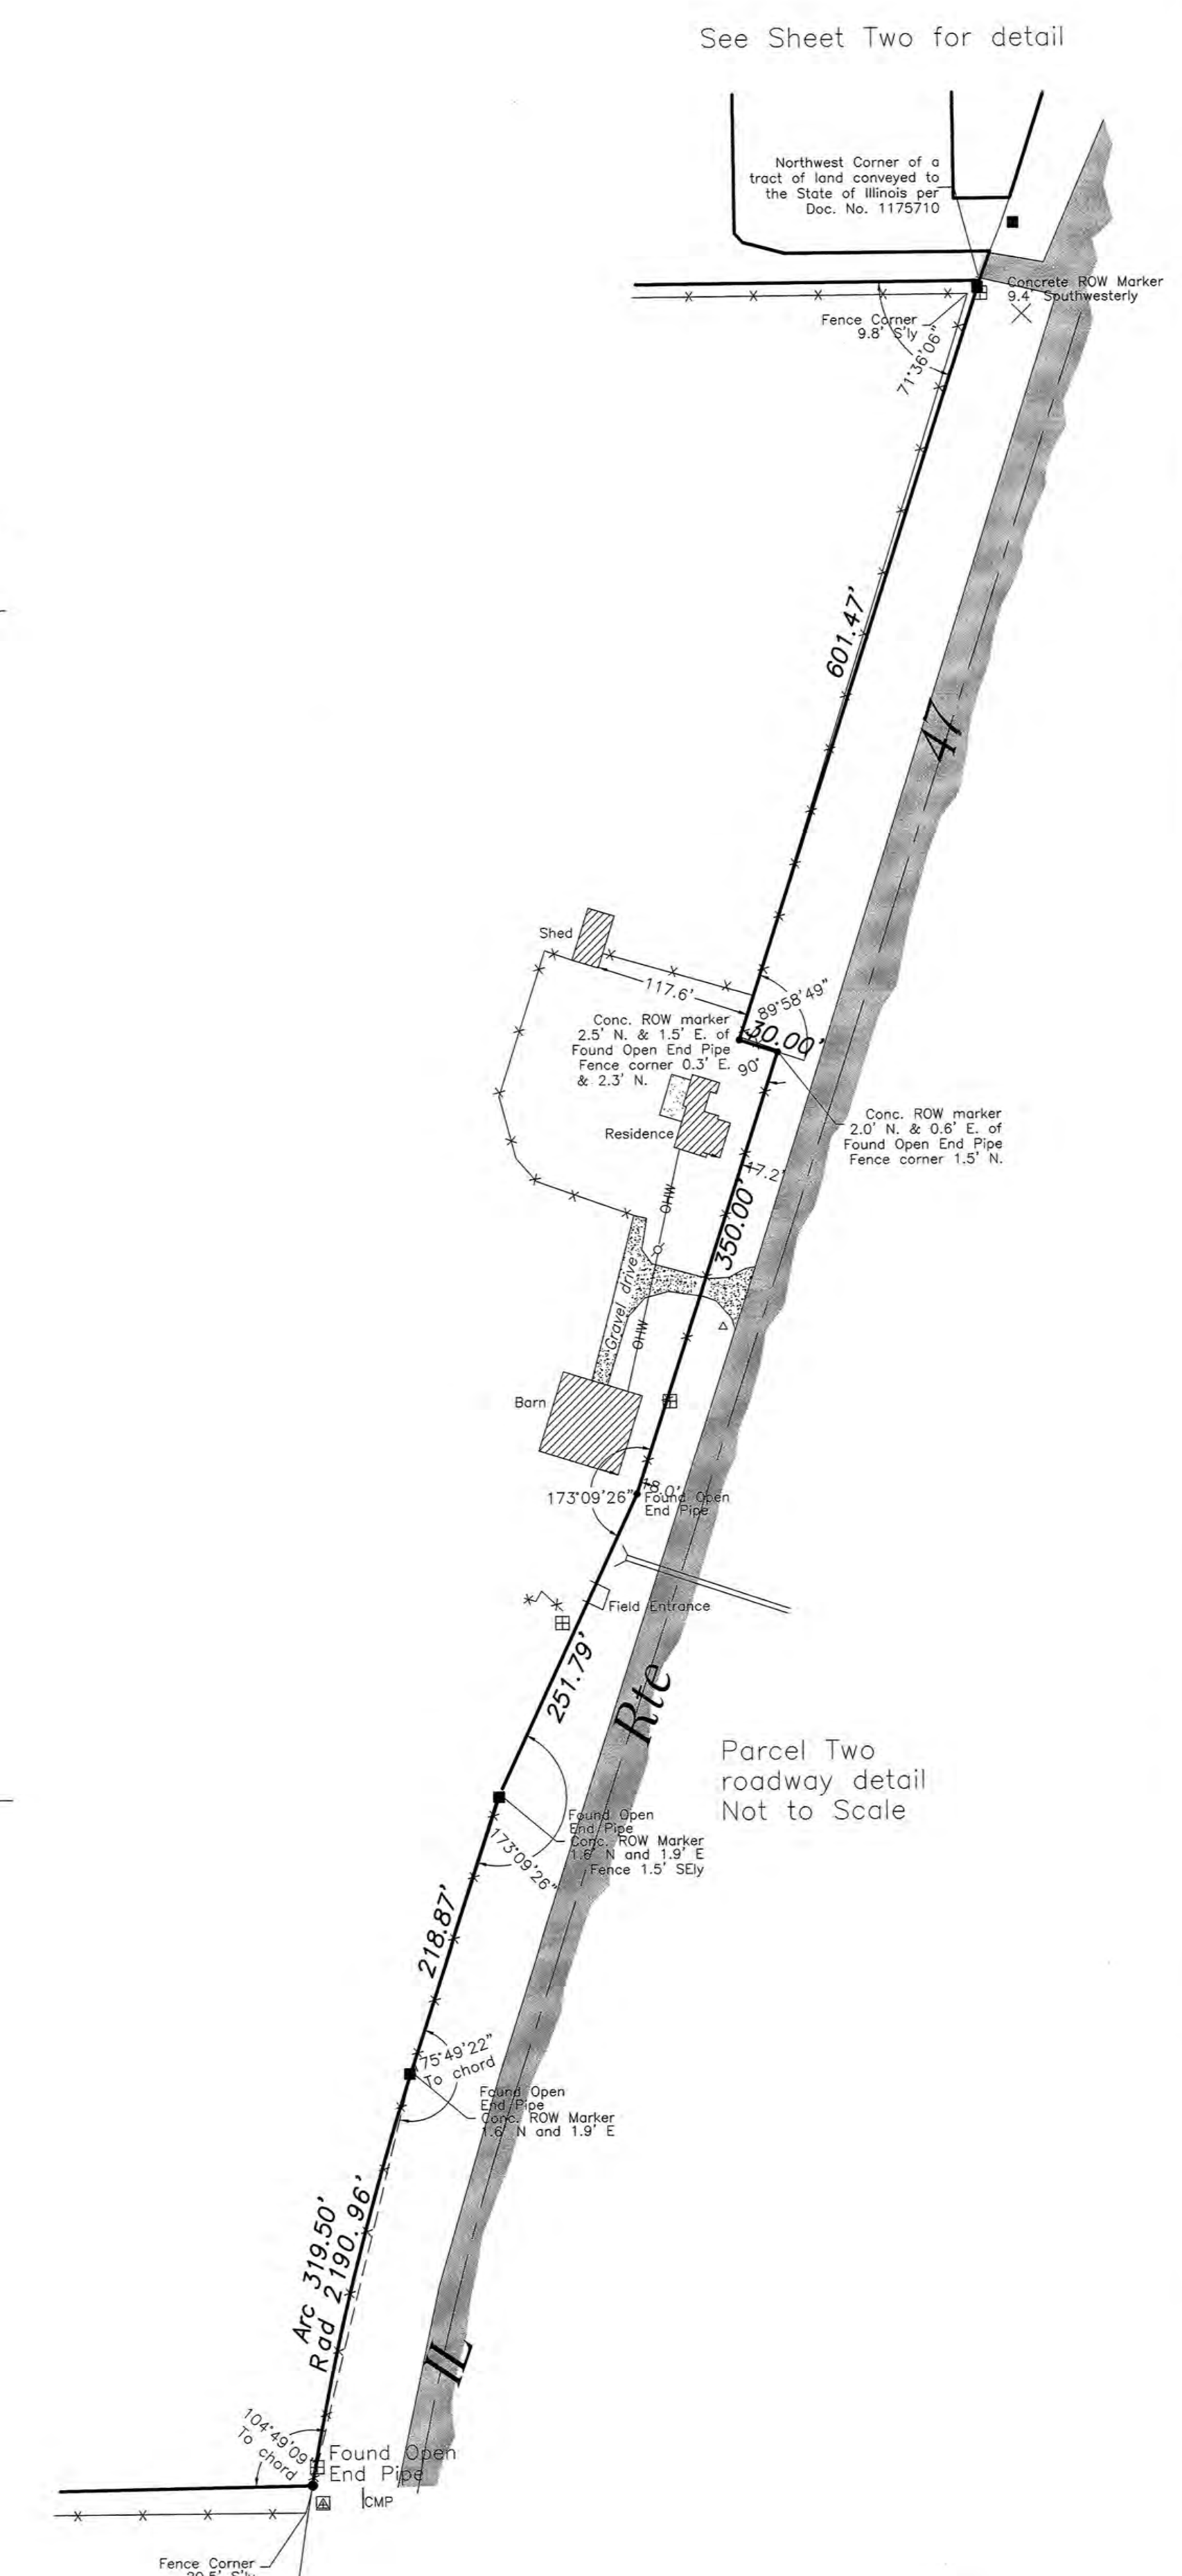 See Sheet Two for detail
Northwest Corner of a
tract of land conveyed to
the State of Illinois per
Doc. No. 1175710
Concrete ROW Marker
9.4' Southwesterly
Fence Corner
9.8' S'ly
71°36'06"
601.47'
47
Shed
117.6'
89°58'49"
30.00'
90°
Conc. ROW marker
2.5' N. & 1.5' E. of
Found Open End Pipe
Fence corner 0.3' E.
& 2.3' N.
Conc. ROW marker
2.0' N. & 0.6' E. of
Found Open End Pipe
Fence corner 1.5' N.
Residence
17.2'
OHW
350.00'
Gravel drive
OHW
Barn
18.0'
173°09'26"
Found Open
End Pipe
Field Entrance
251.79'
Rte
Parcel Two
roadway detail
Not to Scale
Found Open
End Pipe
Conc. ROW Marker
1.6' N and 1.9' E
Fence 1.5' SEly
173°09'26"
218.87'
175°49'22"
To chord
Found Open
End Pipe
Conc. ROW Marker
1.6' N and 1.9' E
Arc 319.50'
Rad 2190.96'
IL
104°49'09"
To chord
Found Open
End Pipe
CMP
Fence Corner